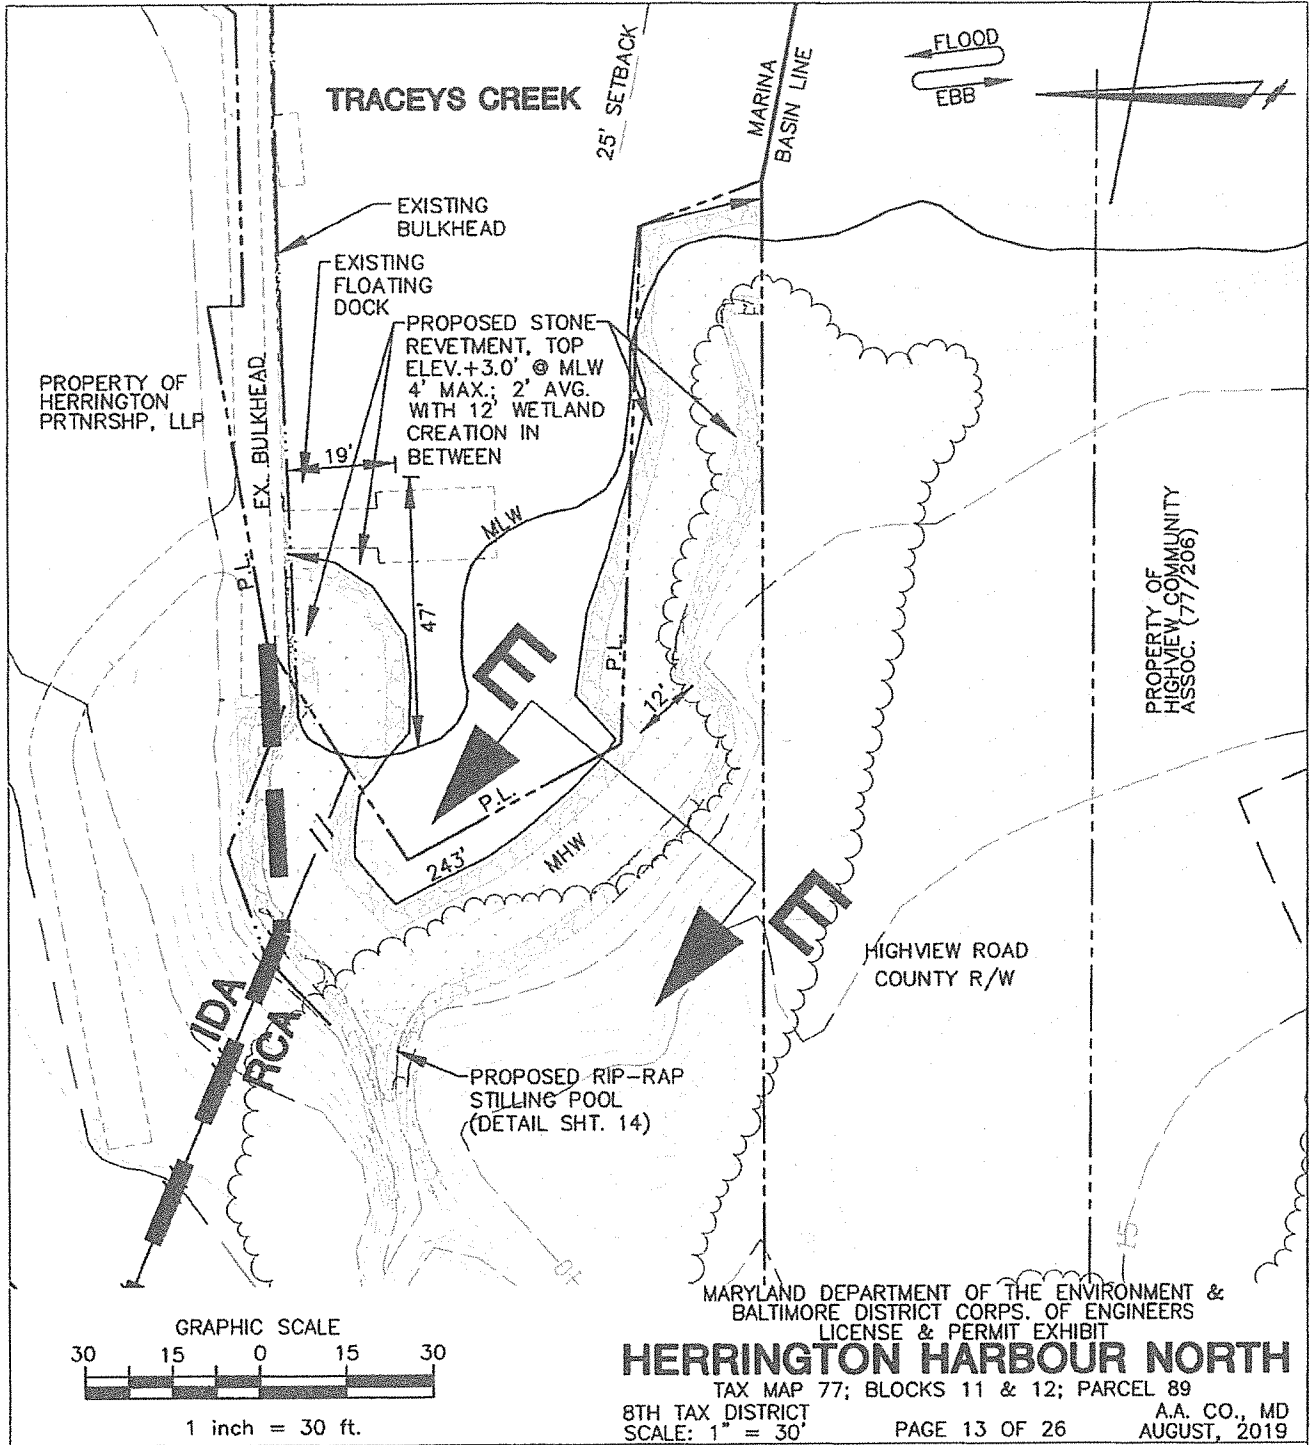 FLOOD
EBB
TRACEYS CREEK
25' SETBACK
MARINA
BASIN LINE
EXISTING
BULKHEAD
EXISTING
FLOATING
DOCK
PROPOSED STONE
REVETMENT, TOP
ELEV.+3.0' @ MLW
4' MAX.; 2' AVG.
WITH 12' WETLAND
CREATION IN
BETWEEN
PROPERTY OF
HERRINGTON
PRTNRSHP, LLP
EX. BULKHEAD
19'
MLW
P.L.
47'
E
P.L.
12'
PROPERTY OF
HIGHVIEW COMMUNITY
ASSOC. (77/206)
P.L.
243'
MHW
E
HIGHVIEW ROAD
COUNTY R/W
IDA
RCA
PROPOSED RIP-RAP
STILLING POOL
(DETAIL SHT. 14)
15
10
GRAPHIC SCALE
30 15 0 15 30
1 inch = 30 ft.
MARYLAND DEPARTMENT OF THE ENVIRONMENT &
BALTIMORE DISTRICT CORPS. OF ENGINEERS
LICENSE & PERMIT EXHIBIT
HERRINGTON HARBOUR NORTH
TAX MAP 77; BLOCKS 11 & 12; PARCEL 89
8TH TAX DISTRICT A.A. CO., MD
SCALE: 1" = 30' PAGE 13 OF 26 AUGUST, 2019